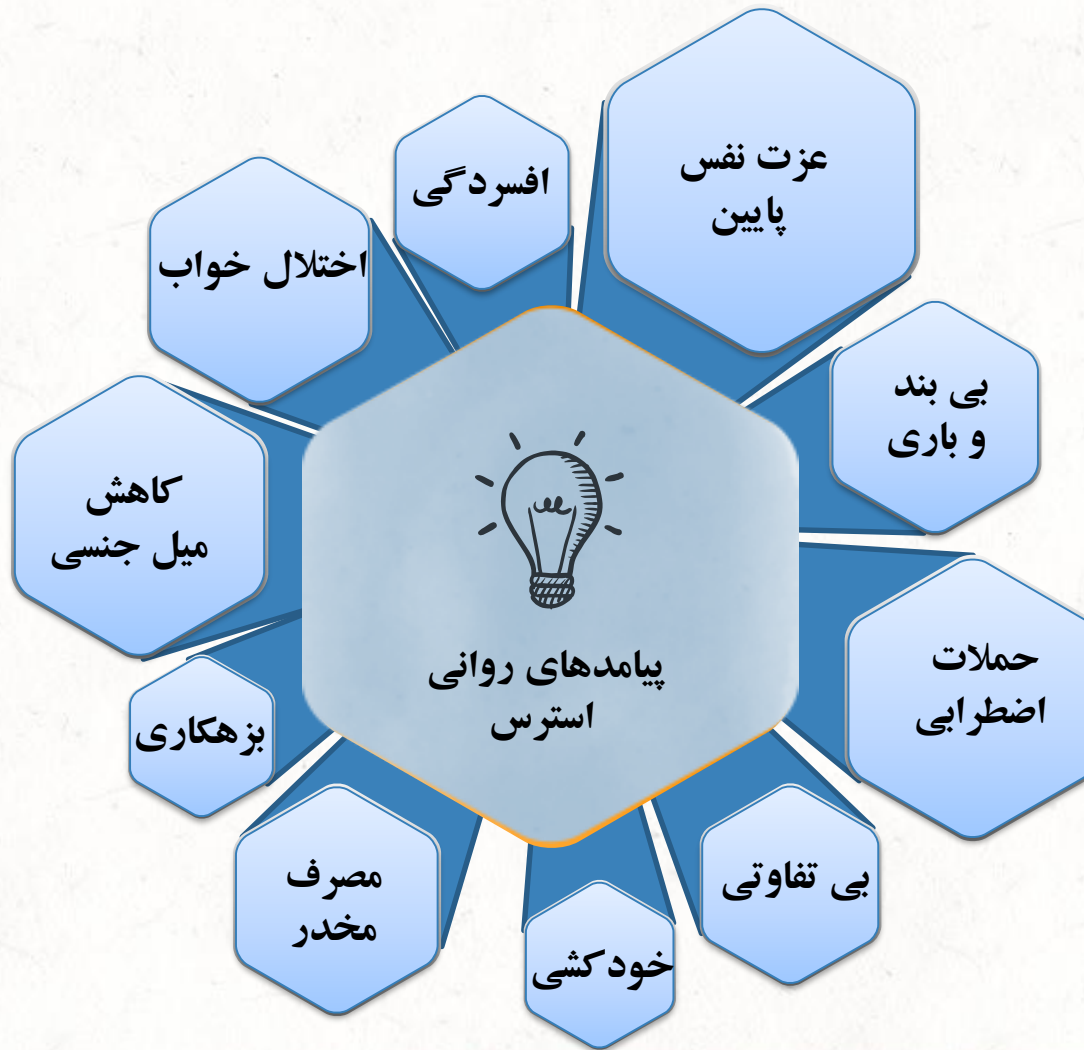 عزت نفس
پایین
افسردگی
اختلال خواب
بی بند
و باری
کاهش
میل جنسی
حملات
اضطرابی
پیامدهای روانی
استرس
بزهکاری
بی تفاوتی
مصرف
مخدر
خودکشی